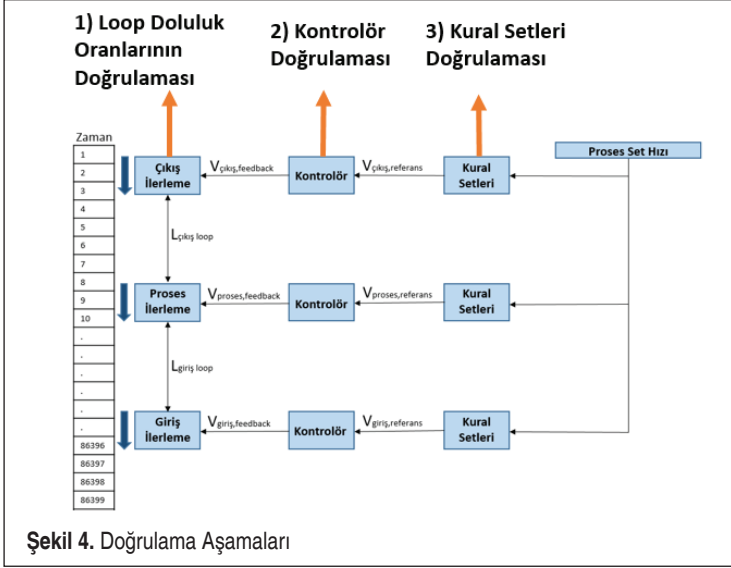 1) Loop Doluluk
Oranlarının
Doğrulaması
2) Kontrolör
Doğrulaması
3) Kural Setleri
Doğrulaması
Zaman
1
2
3
4
5
6
7
8
9
10
.
.
.
.
.
.
86396
86397
86398
86399
Proses Set Hızı
Çıkış
İlerleme
Vçıkış,feedback
Kontrolör
Vçıkış,referans
Kural
Setleri
Lçıkış loop
Proses
İlerleme
Vproses,feedback
Kontrolör
Vproses,referans
Kural
Setleri
Lgiriş loop
Giriş
İlerleme
Vgiriş,feedback
Kontrolör
Vgiriş,referans
Kural
Setleri
Şekil 4. Doğrulama Aşamaları